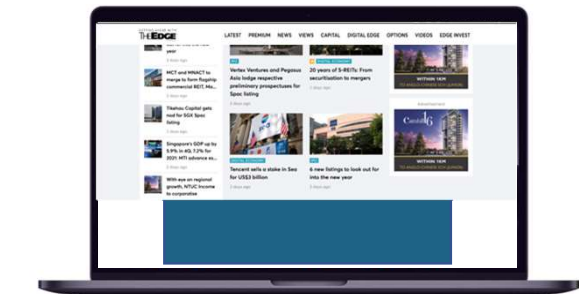 THE EDGE
LATEST PREMIUM NEWS VIEWS CAPITAL DIGITAL EDGE OPTIONS VIDEOS EDGE INVEST
year
MCT and MNACT to
merge to form flagship
commercial REIT, Ma...
Tikehau Capital gets
nod for SGX Spac
listing
Singapore's GDP up by
5.9% in 4Q, 7.2% for
2021: MTI advance es...
With eye on regional
growth, NTUC Income
to corporatise
Vertex Ventures and Pegasus
Asia lodge respective
preliminary prospectuses for
Spac listing
DIGITAL ECONOMY
Tencent sells a stake in Sea
for US$3 billion
DIGITAL ECONOMY
20 years of S-REITs: From
securitisation to mergers
6 new listings to look out for
into the new year
WITHIN 1KM
Advertisement
Cairnhill 16
WITHIN 1KM